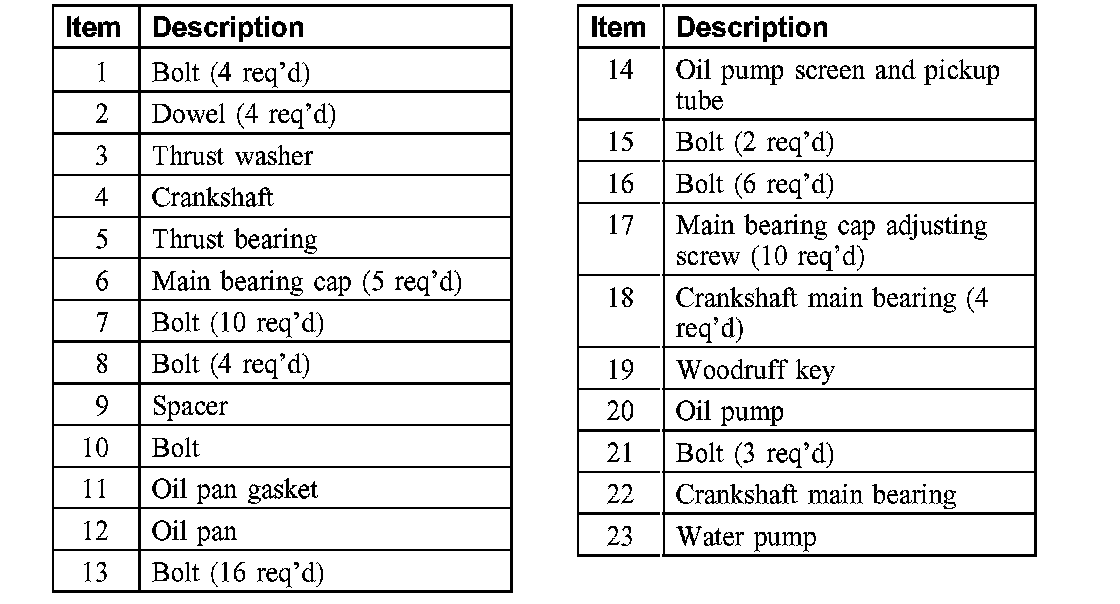 Item Description
1 Bolt (4 req’d)
2 Dowel (4 req’d)
3 Thrust washer
4 Crankshaft
5 Thrust bearing
6 Main bearing cap (5 req’d)
7 Bolt (10 req’d)
8 Bolt (4 req’d)
9 Spacer
10 Bolt
11 Oil pan gasket
12 Oil pan
13 Bolt (16 req’d)
Item Description
14 Oil pump screen and pickup
tube
15 Bolt (2 req’d)
16 Bolt (6 req’d)
17 Main bearing cap adjusting
screw (10 req’d)
18 Crankshaft main bearing (4
req’d)
19 Woodruff key
20 Oil pump
21 Bolt (3 req’d)
22 Crankshaft main bearing
23 Water pump